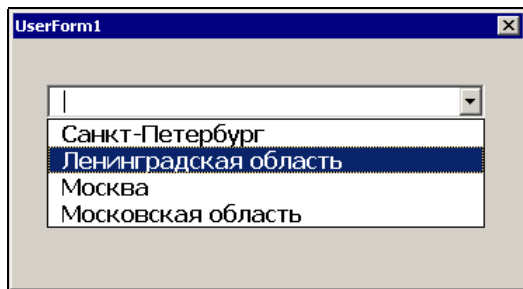 UserForm1
Санкт-Петербург
Ленинградская область
Москва
Московская область